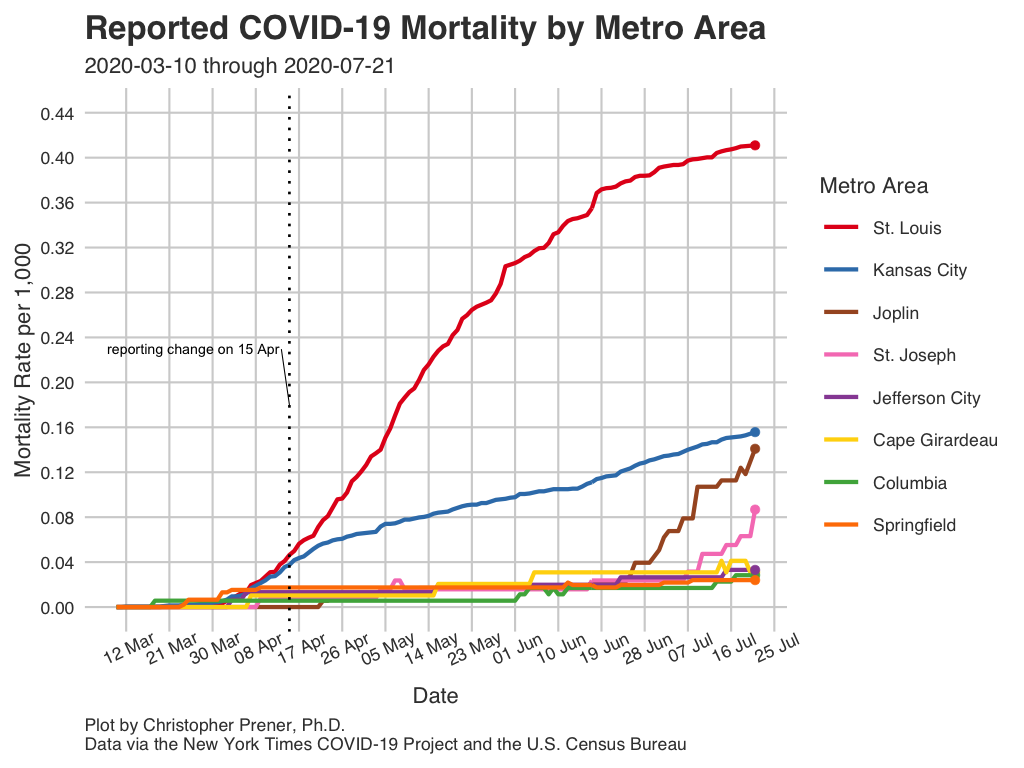 Reported COVID-19 Mortality by Metro Area
2020-03-10 through 2020-07-21
Mortality Rate per 1,000
0.44
0.40
0.36
0.32
0.28
0.24
0.20
0.16
0.12
0.08
0.04
0.00
reporting change on 15 Apr
12 Mar
21 Mar
30 Mar
08 Apr
17 Apr
26 Apr
05 May
14 May
23 May
01 Jun
10 Jun
19 Jun
28 Jun
07 Jul
16 Jul
25 Jul
Date
Metro Area
St. Louis
Kansas City
Joplin
St. Joseph
Jefferson City
Cape Girardeau
Columbia
Springfield
Plot by Christopher Prener, Ph.D.
Data via the New York Times COVID-19 Project and the U.S. Census Bureau